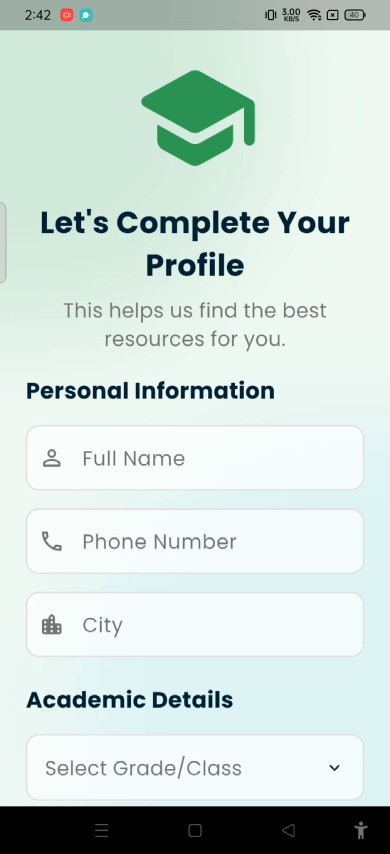 2:42
3.00
KB/S
40
Let's Complete Your
Profile
This helps us find the best
resources for you.
Personal Information
Full Name
Phone Number
City
Academic Details
Select Grade/Class